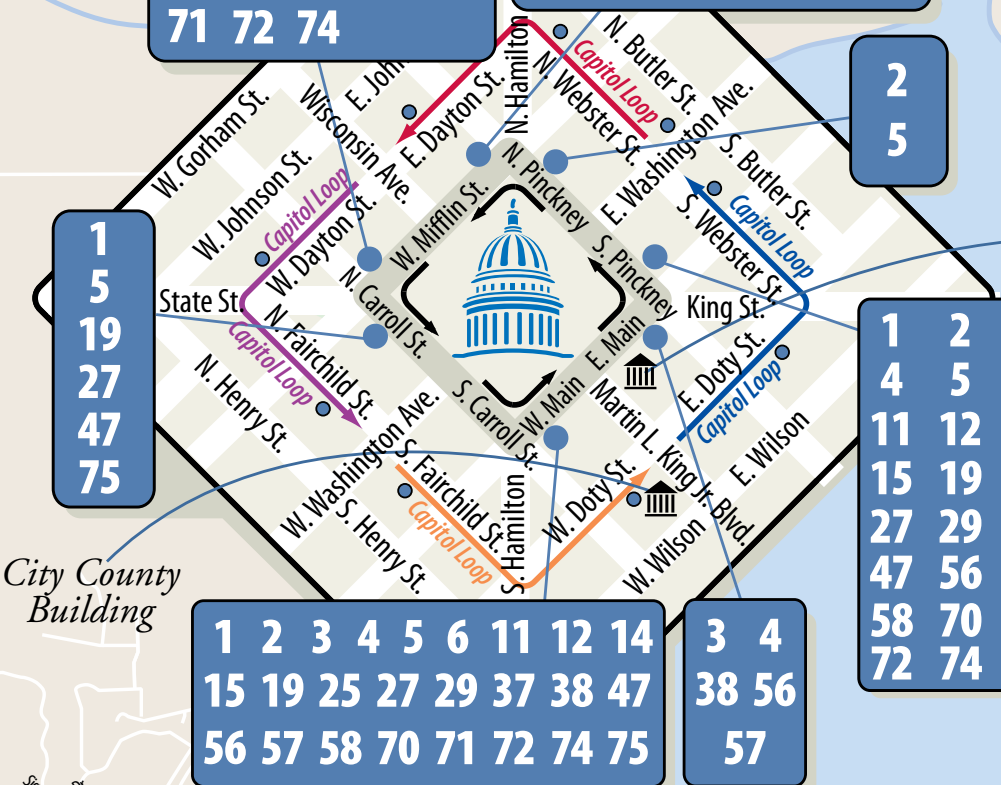 71 72 74
2
5
N. Hamilton
N. Butler St.
Capitol Loop
N. Webster St.
E. Dayton St.
Wisconsin Ave.
W. Gorham St.
E. Washington Ave.
S. Butler St.
N. Pinckney
W. Johnson St.
Capitol Loop
W. Dayton St.
W. Mifflin St.
S. Webster St.
Capitol Loop
S. Pinckney
1
5
19
27
47
75
State St.
N. Carroll St.
King St.
E. Main
N. Fairchild St.
Capitol Loop
N. Henry St.
E. Doty St.
Capitol Loop
1 2
4 5
11 12
15 19
27 29
47 56
58 70
72 74
S. Carroll St.
W. Main
Martin L. King Jr. Blvd.
E. Wilson
W. Washington Ave.
S. Fairchild St.
Capitol Loop
S. Henry St.
S. Hamilton
W. Doty St.
W. Wilson
City County
Building
1 2 3 4 5 6 11 12 14
15 19 25 27 29 37 38 47
56 57 58 70 71 72 74 75
3 4
38 56
57